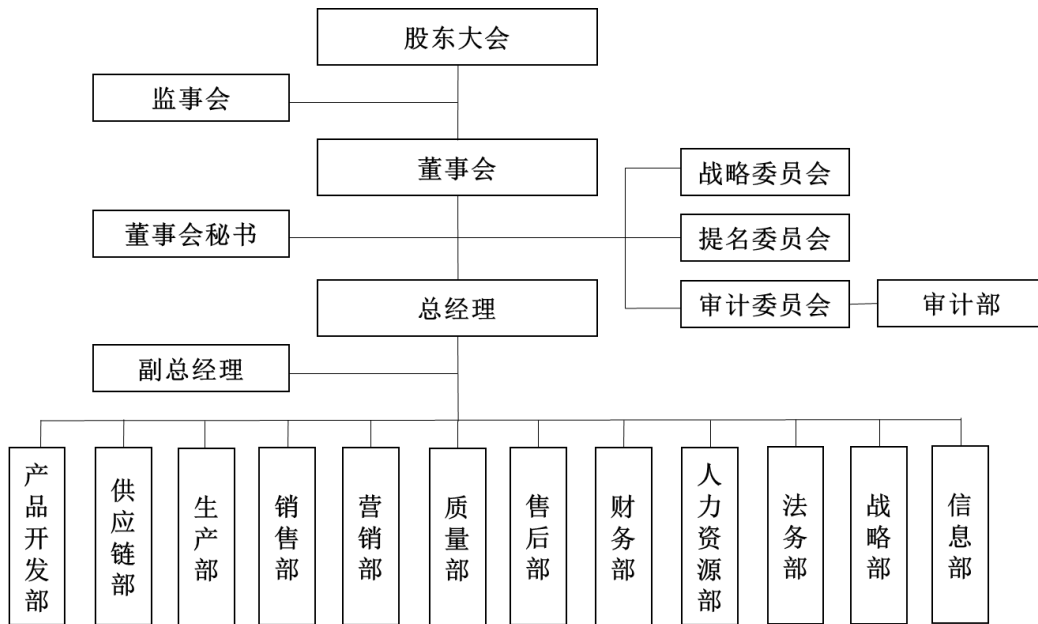 股东大会
监事会
董事会
战略委员会
董事会秘书
提名委员会
总经理
审计委员会
审计部
副总经理
产品开发部
供应链部
生产部
销售部
营销部
质量部
售后部
财务部
人力资源部
法务部
战略部
信息部